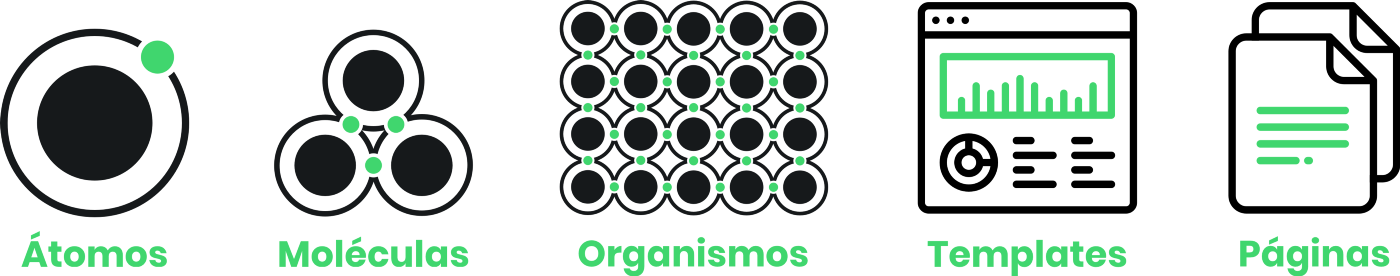 Átomos
Moléculas
Organismos
Templates
Páginas